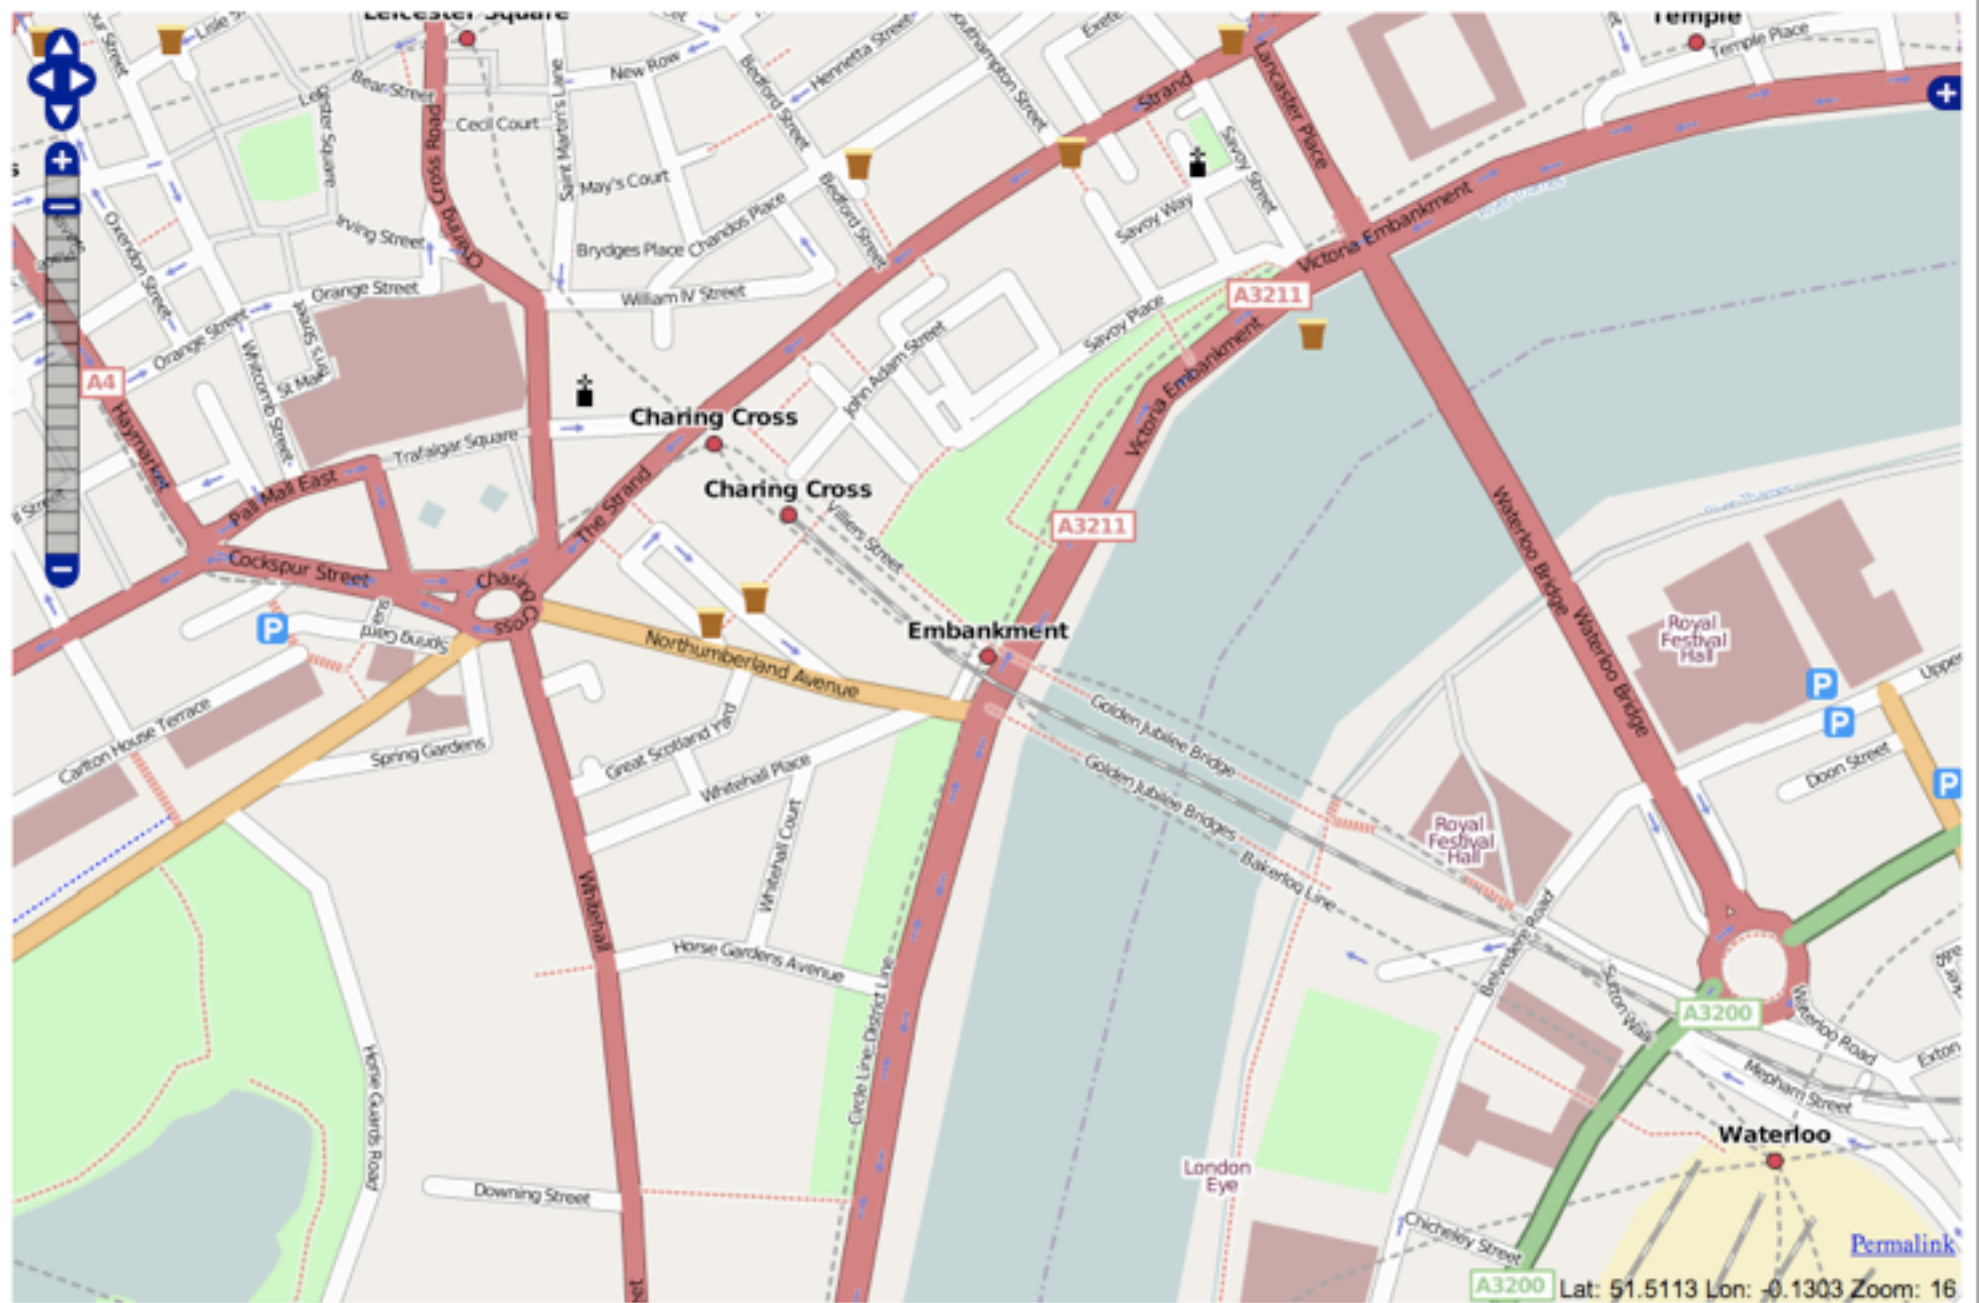 Leicester Square
Temple
Lisle
Bear Street
New Row
Henrietta Street
Southampton Street
Exete
Strand
Lancaster Place
Temple Place
Cecil Court
Charing Cross Road
Saint Martin's Lane
Bedford Street
May's Court
Savoy Street
Oxendon Street
Irving Street
Brydges Place
Chandos Place
Bedford Street
Savoy Way
Victoria Embankment
Orange Street
William IV Street
A3211
Orange Street
Savoy Place
John Adam Street
Victoria Embankment
A4
Haymarket
Whitcomb Street
Charing Cross
Trafalgar Square
Pall Mall East
The Strand
Charing Cross
Villiers Street
A3211
Waterloo Bridge
Cockspur Street
Charing Cross
P
Spring Gard
Embankment
Waterloo Bridge
Royal
Festival
Hall
Northumberland Avenue
P
Upper
P
Carlton House Terrace
Great Scotland Yard
Golden Jubilee Bridge
Spring Gardens
Whitehall Place
Golden Jubilee Bridges
Doon Street
P
Royal
Festival
Hall
Whitehall Court
Bakerloo Line
Whitehall
Horse Gardens Avenue
Belvedere Road
Sutton Walk
A3200
Waterloo Road
Circle Line;District Line
Exton
Horse Guards Road
Mepham Street
Waterloo
London
Eye
Downing Street
Chicheley Street
Permalink
A3200
Lat: 51.5113 Lon: -0.1303 Zoom: 16